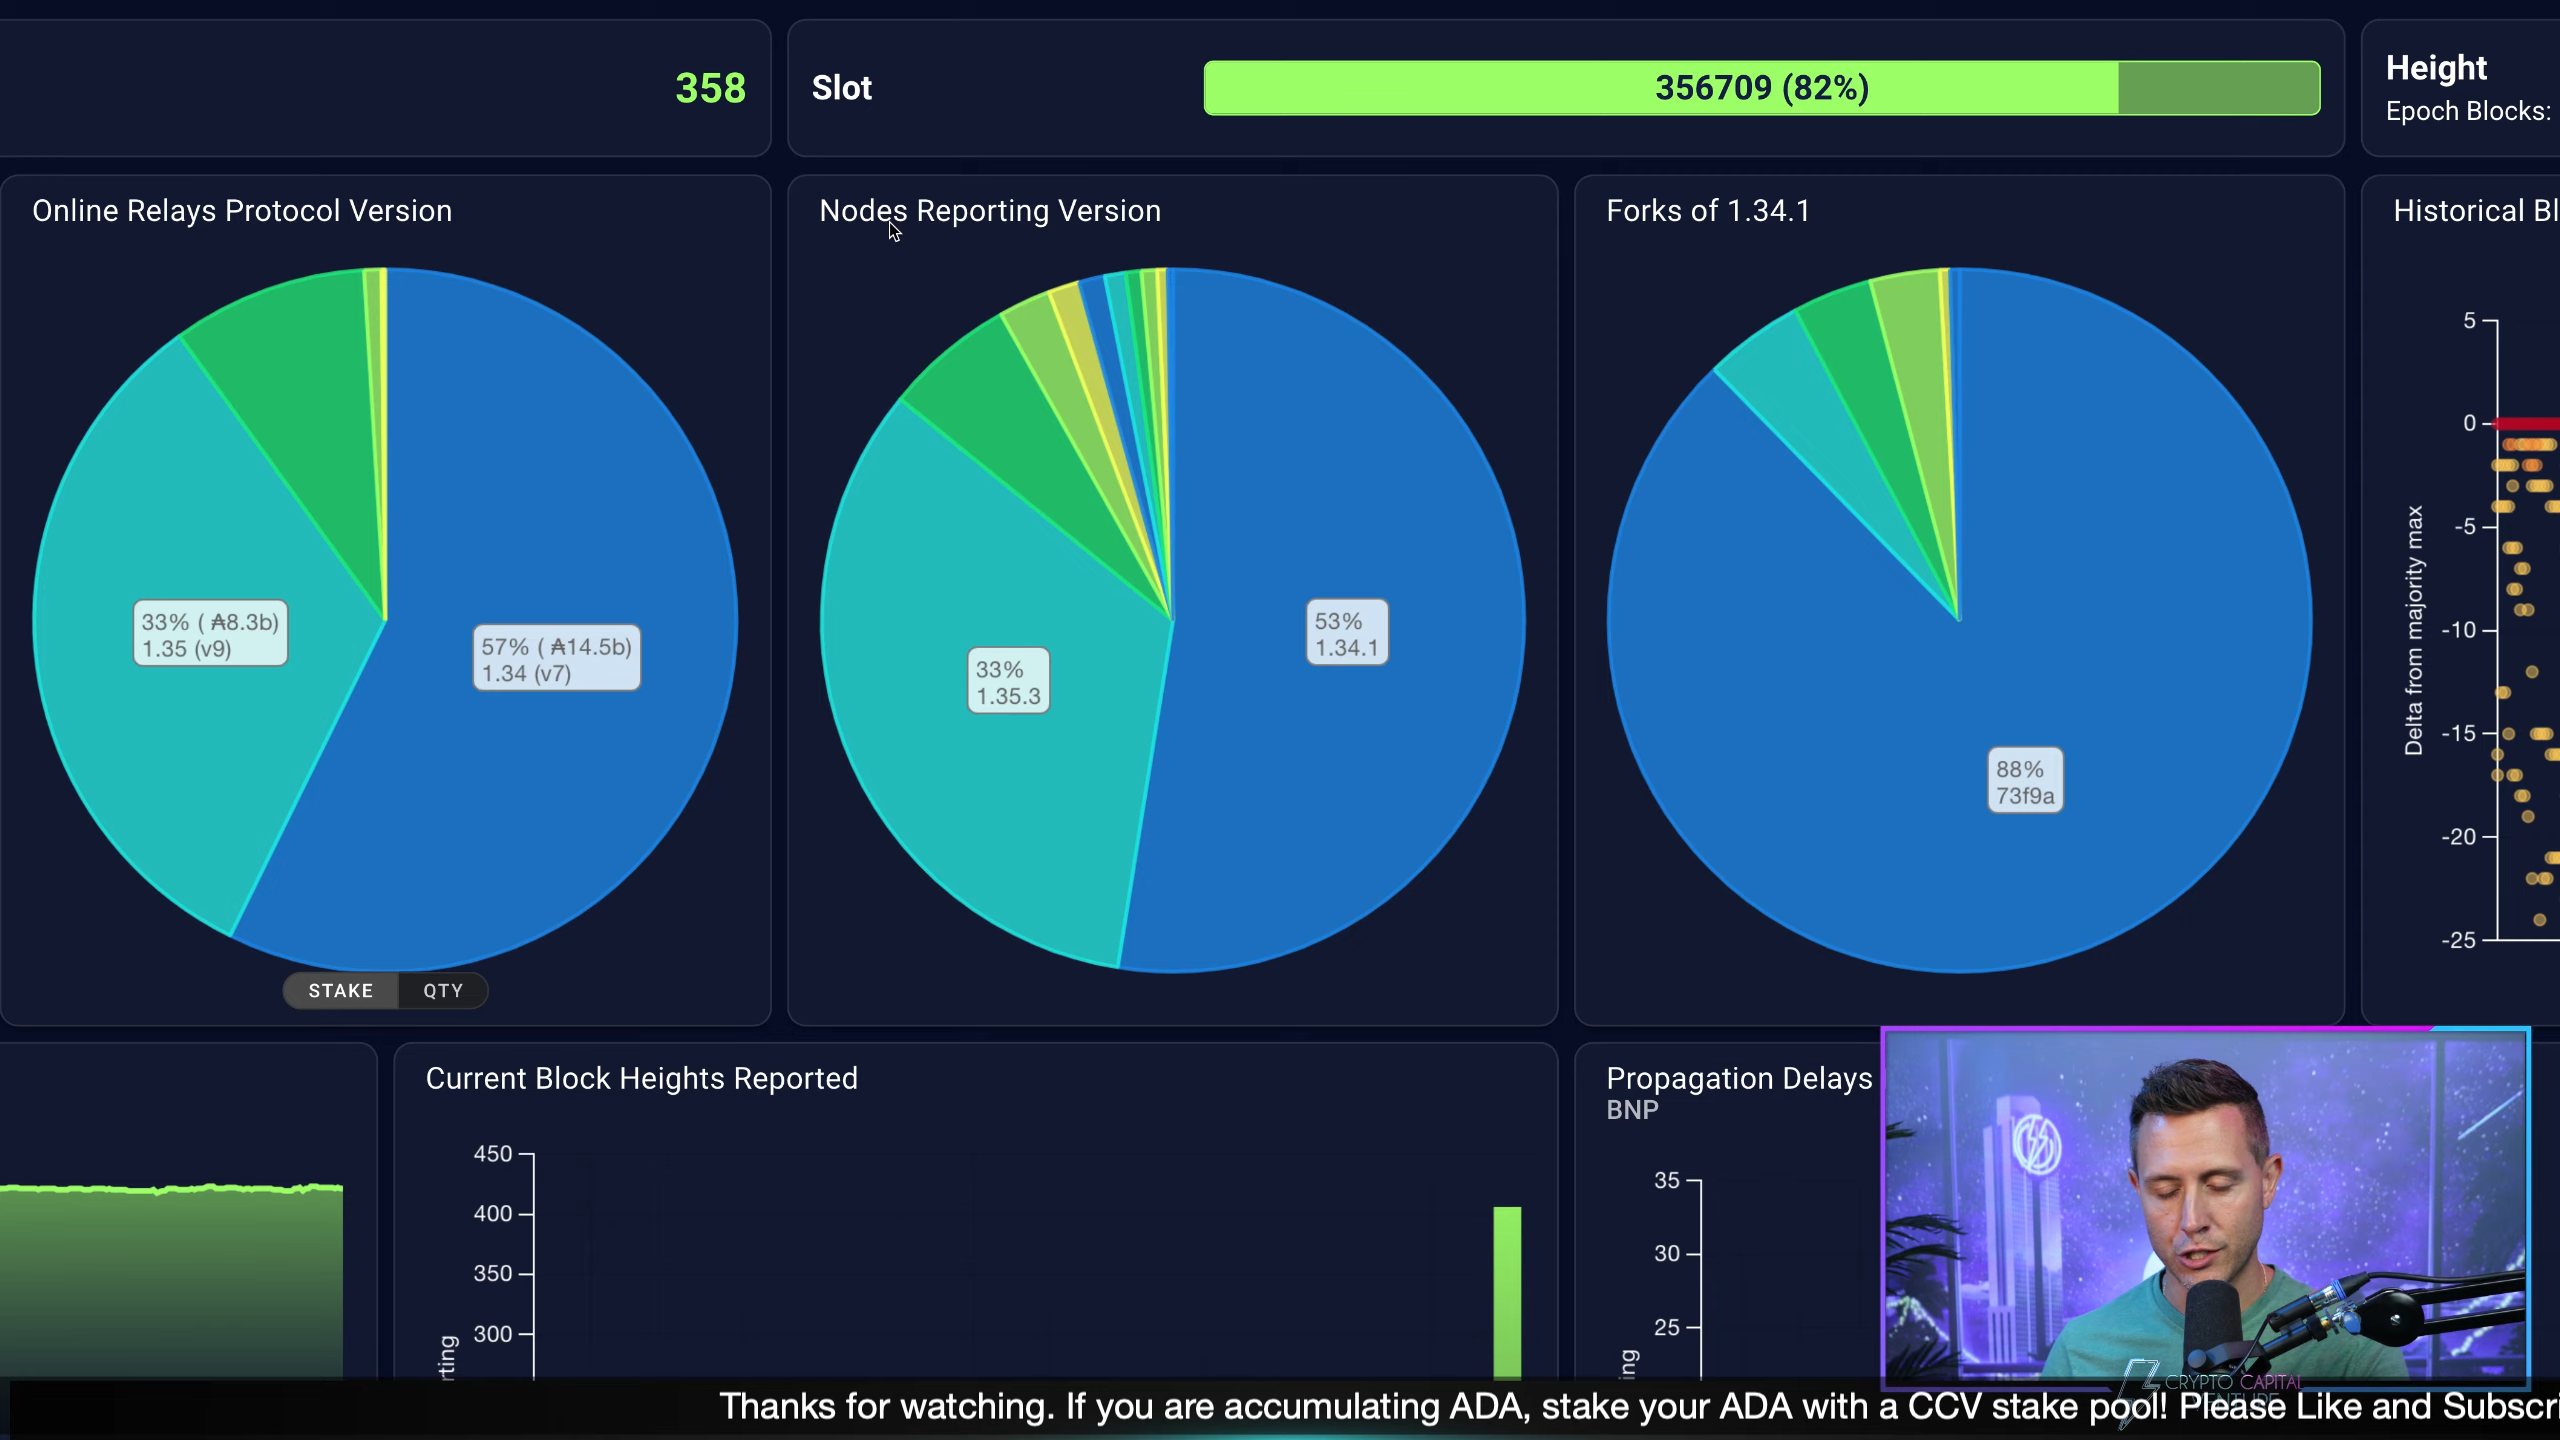 358
Slot
356709 (82%)
Height
Epoch Blocks:
Online Relays Protocol Version
33% ( ₳8.3b)
1.35 (v9)
57% ( ₳14.5b)
1.34 (v7)
STAKE
QTY
Nodes Reporting Version
33%
1.35.3
53%
1.34.1
Forks of 1.34.1
88%
73f9a
Historical Bl
Delta from majority max
5
0
-5
-10
-15
-20
-25
Current Block Heights Reported
450
400
350
300
rting
Propagation Delays
BNP
35
30
25
ing
CRYPTO CAPITAL
VENTURE
Thanks for watching. If you are accumulating ADA, stake your ADA with a CCV stake pool! Please Like and Subscri